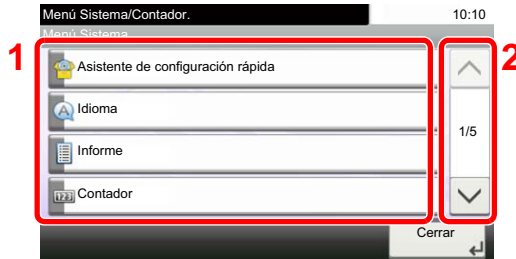 Menú Sistema/Contador.
10:10
Menú Sistema
1
2
Asistente de configuración rápida
Idioma
1/5
Informe
123 Contador
Cerrar